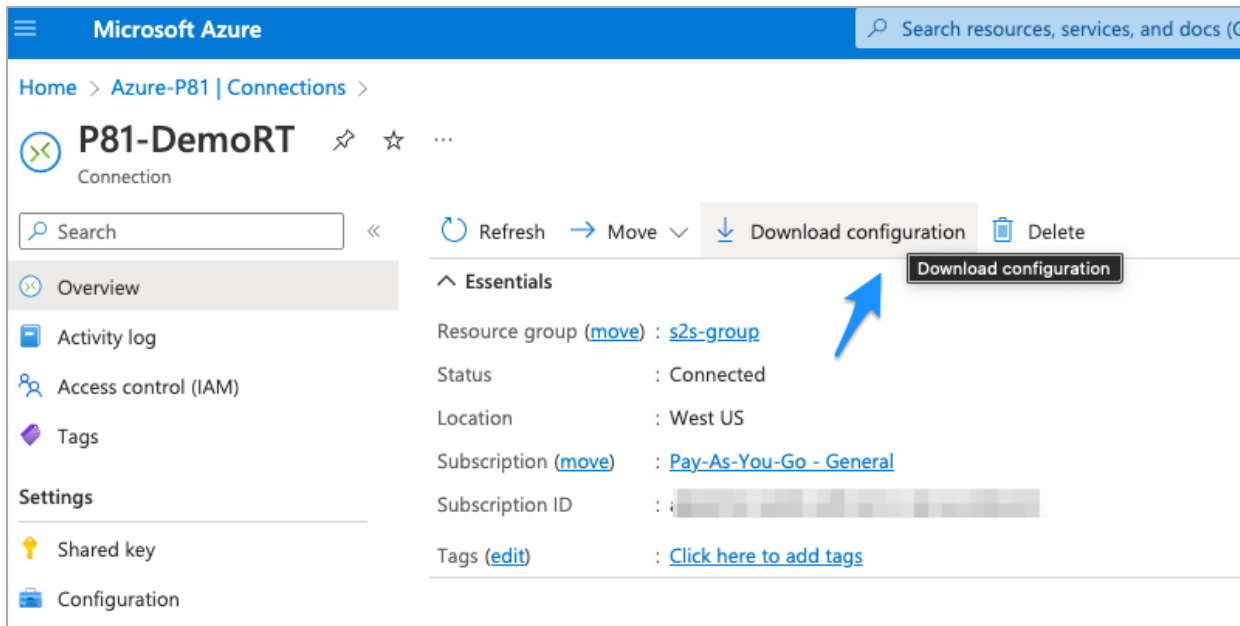 Microsoft Azure
Search resources, services, and docs (
Home > Azure-P81 | Connections >
P81-DemoRT ...
Connection
Search «
Refresh Move Download configuration Delete
Download configuration
Overview
Essentials
Activity log
Resource group (move) : s2s-group
Status : Connected
Access control (IAM)
Location : West US
Tags
Subscription (move) : Pay-As-You-Go - General
Settings
Subscription ID :
Shared key
Tags (edit) : Click here to add tags
Configuration